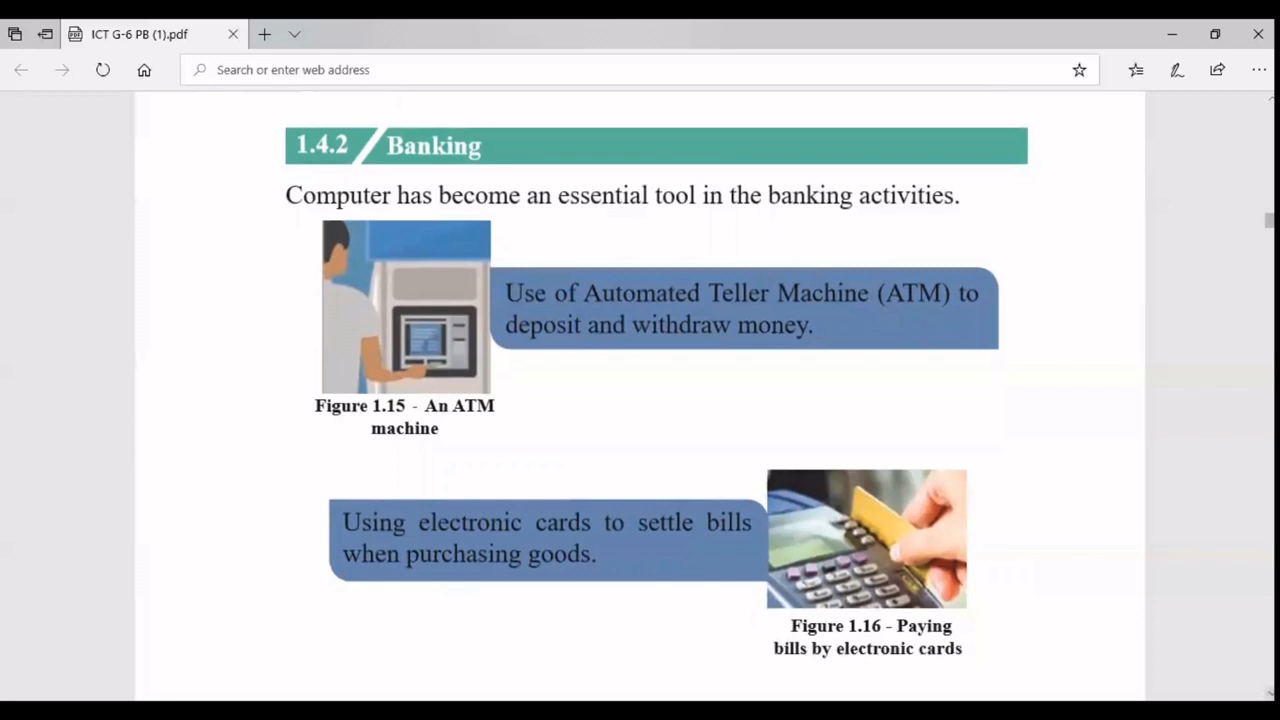 ICT G-6 PB (1).pdf
Search or enter web address
1.4.2 Banking
Computer has become an essential tool in the banking activities.
Use of Automated Teller Machine (ATM) to
deposit and withdraw money.
Figure 1.15 - An ATM
machine
Using electronic cards to settle bills
when purchasing goods.
Figure 1.16 - Paying
bills by electronic cards